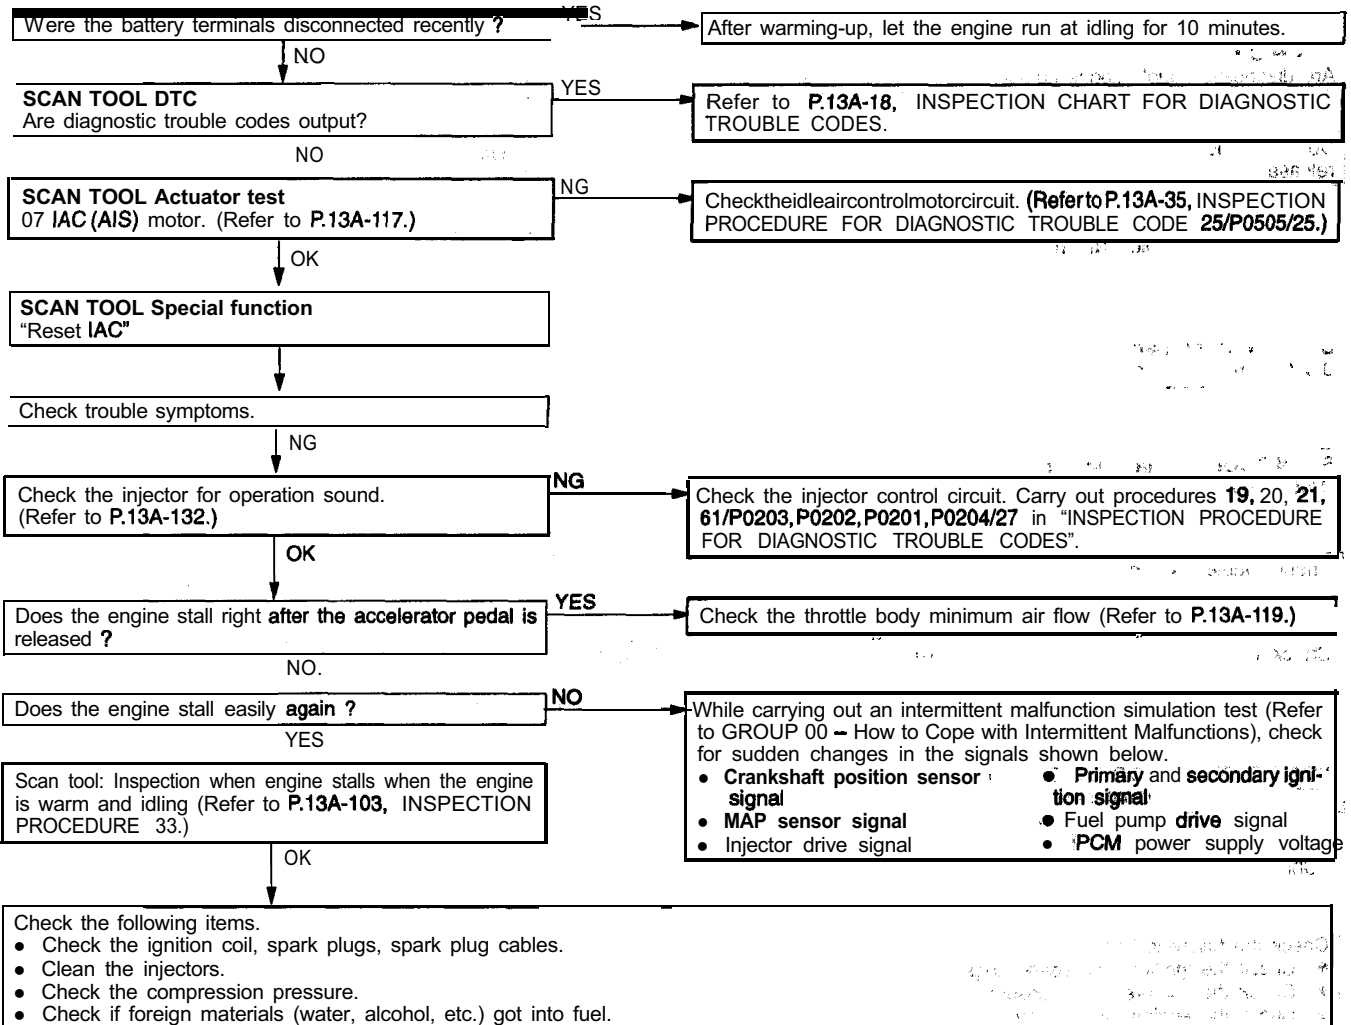 Were the battery terminals disconnected recently ?
YES
After warming-up, let the engine run at idling for 10 minutes.
NO
SCAN TOOL DTC
Are diagnostic trouble codes output?
YES
Refer to P.13A-18, INSPECTION CHART FOR DIAGNOSTIC
TROUBLE CODES.
NO
SCAN TOOL Actuator test
07 IAC (AIS) motor. (Refer to P.13A-117.)
NG
Checktheidleaircontrolmotorcircuit. (Refer to P.13A-35, INSPECTION
PROCEDURE FOR DIAGNOSTIC TROUBLE CODE 25/P0505/25.)
OK
SCAN TOOL Special function
“Reset IAC”
Check trouble symptoms.
NG
Check the injector for operation sound.
(Refer to P.13A-132.)
NG
Check the injector control circuit. Carry out procedures 19, 20, 21,
61/P0203, P0202, P0201, P0204/27 in “INSPECTION PROCEDURE
FOR DIAGNOSTIC TROUBLE CODES”.
OK
Does the engine stall right after the accelerator pedal is
released ?
YES
Check the throttle body minimum air flow (Refer to P.13A-119.)
NO.
Does the engine stall easily again ?
NO
While carrying out an intermittent malfunction simulation test (Refer
to GROUP 00 – How to Cope with Intermittent Malfunctions), check
for sudden changes in the signals shown below.
● Crankshaft position sensor
signal
● MAP sensor signal
● Injector drive signal
● Primary and secondary igni-
tion signal
● Fuel pump drive signal
● PCM power supply voltage
YES
Scan tool: Inspection when engine stalls when the engine
is warm and idling (Refer to P.13A-103, INSPECTION
PROCEDURE 33.)
OK
Check the following items.
● Check the ignition coil, spark plugs, spark plug cables.
● Clean the injectors.
● Check the compression pressure.
● Check if foreign materials (water, alcohol, etc.) got into fuel.